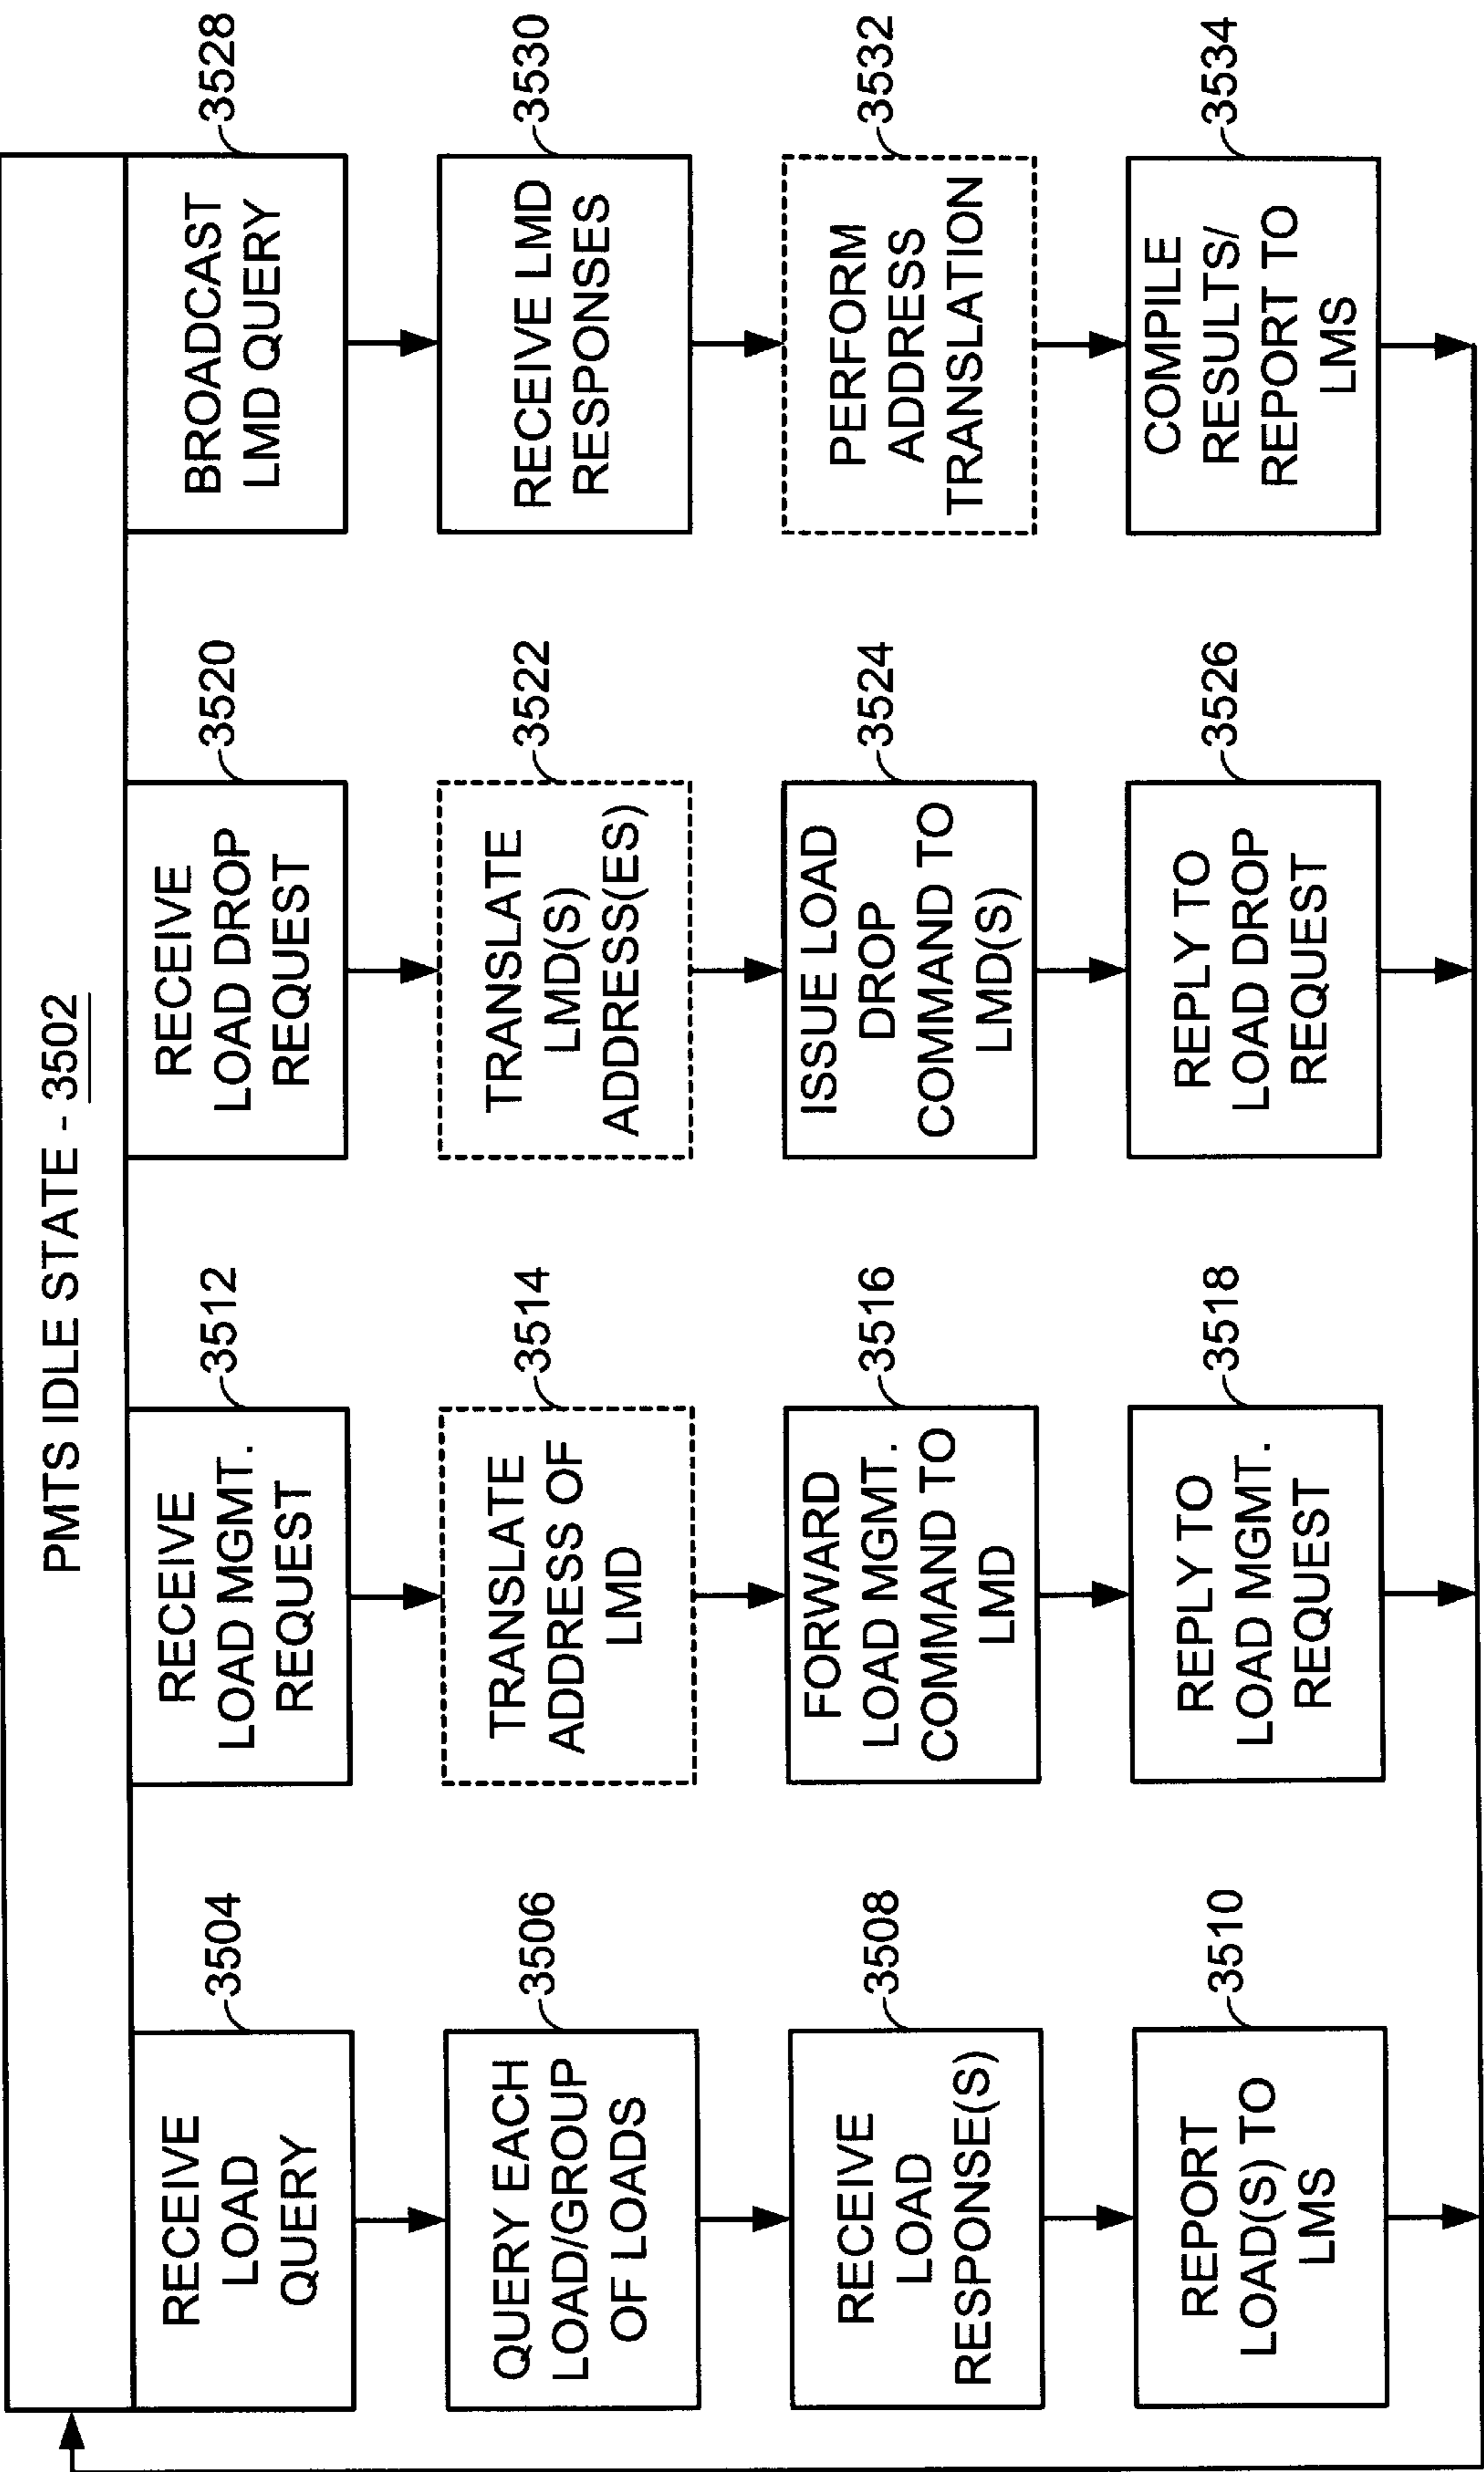 PMTS IDLE STATE - 3502
RECEIVE
LOAD
QUERY
3504
QUERY EACH
LOAD/GROUP
OF LOADS
3506
RECEIVE
LOAD
RESPONSE(S)
3508
REPORT
LOAD(S) TO
LMS
3510
RECEIVE
LOAD MGMT.
REQUEST
3512
TRANSLATE
ADDRESS OF
LMD
3514
FORWARD
LOAD MGMT.
COMMAND TO
LMD
3516
REPLY TO
LOAD MGMT.
REQUEST
3518
RECEIVE
LOAD DROP
REQUEST
3520
TRANSLATE
LMD(S)
ADDRESS(ES)
3522
ISSUE LOAD
DROP
COMMAND TO
LMD(S)
3524
REPLY TO
LOAD DROP
REQUEST
3526
BROADCAST
LMD QUERY
3528
RECEIVE LMD
RESPONSES
3530
PERFORM
ADDRESS
TRANSLATION
3532
COMPILE
RESULTS/
REPORT TO
LMS
3534